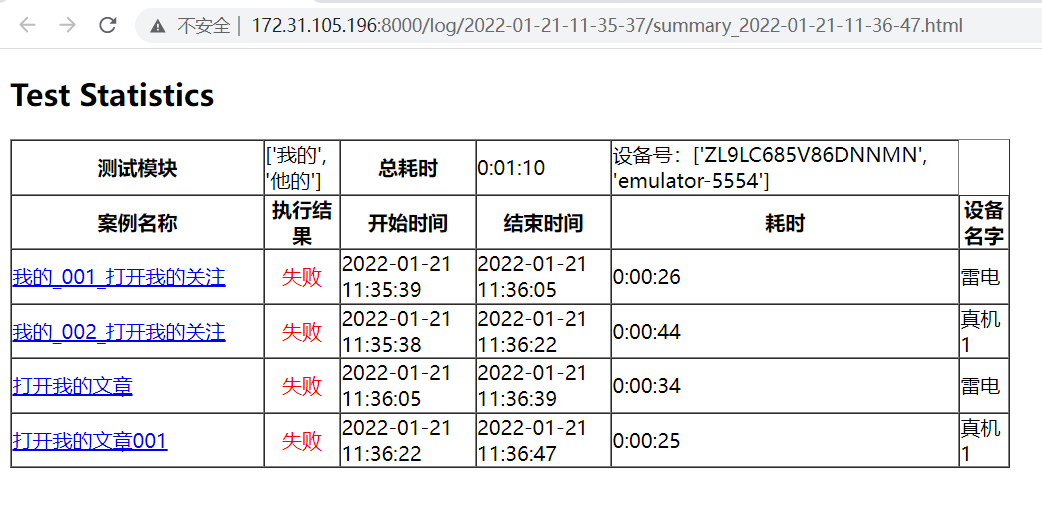 不安全 | 172.31.105.196:8000/log/2022-01-21-11-35-37/summary_2022-01-21-11-36-47.html
Test Statistics
测试模块 ['我的', '他的'] 总耗时 0:01:10 设备号：['ZL9LC685V86DNNMN', 'emulator-5554']
案例名称 执行结果 开始时间 结束时间 耗时 设备名字
我的_001_打开我的关注 失败 2022-01-21 11:35:39 2022-01-21 11:36:05 0:00:26 雷电
我的_002_打开我的关注 失败 2022-01-21 11:35:38 2022-01-21 11:36:22 0:00:44 真机1
打开我的文章 失败 2022-01-21 11:36:05 2022-01-21 11:36:39 0:00:34 雷电
打开我的文章001 失败 2022-01-21 11:36:22 2022-01-21 11:36:47 0:00:25 真机1